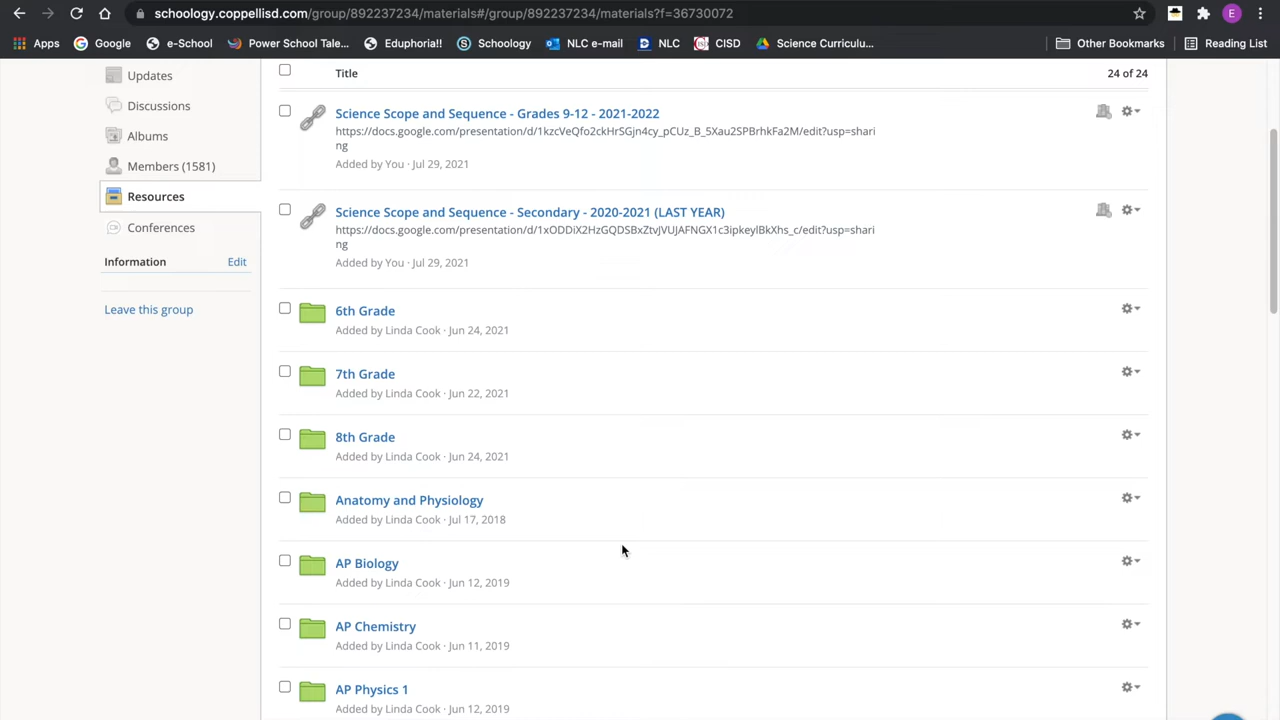 schoology.coppellisd.com/group/892237234/materials#/group/892237234/materials?f=36730072
E
Apps Google e-School Power School Tale... Eduphoria!! Schoology NLC e-mail NLC CISD Science Curriculu... Other Bookmarks Reading List
Updates
Discussions
Albums
Members (1581)
Resources
Conferences
Information Edit
Leave this group
Title 24 of 24
Science Scope and Sequence - Grades 9-12 - 2021-2022
https://docs.google.com/presentation/d/1kzcVeQfo2ckHrSGjn4cy_pCUz_B_5Xau2SPBrhkFa2M/edit?usp=shari
ng
Added by You · Jul 29, 2021
Science Scope and Sequence - Secondary - 2020-2021 (LAST YEAR)
https://docs.google.com/presentation/d/1xODDiX2HzGQDSBxZtvJVUJAFNGX1c3ipkeylBkXhs_c/edit?usp=shari
ng
Added by You · Jul 29, 2021
6th Grade
Added by Linda Cook · Jun 24, 2021
7th Grade
Added by Linda Cook · Jun 22, 2021
8th Grade
Added by Linda Cook · Jun 24, 2021
Anatomy and Physiology
Added by Linda Cook · Jul 17, 2018
AP Biology
Added by Linda Cook · Jun 12, 2019
AP Chemistry
Added by Linda Cook · Jun 11, 2019
AP Physics 1
Added by Linda Cook · Jun 12, 2019